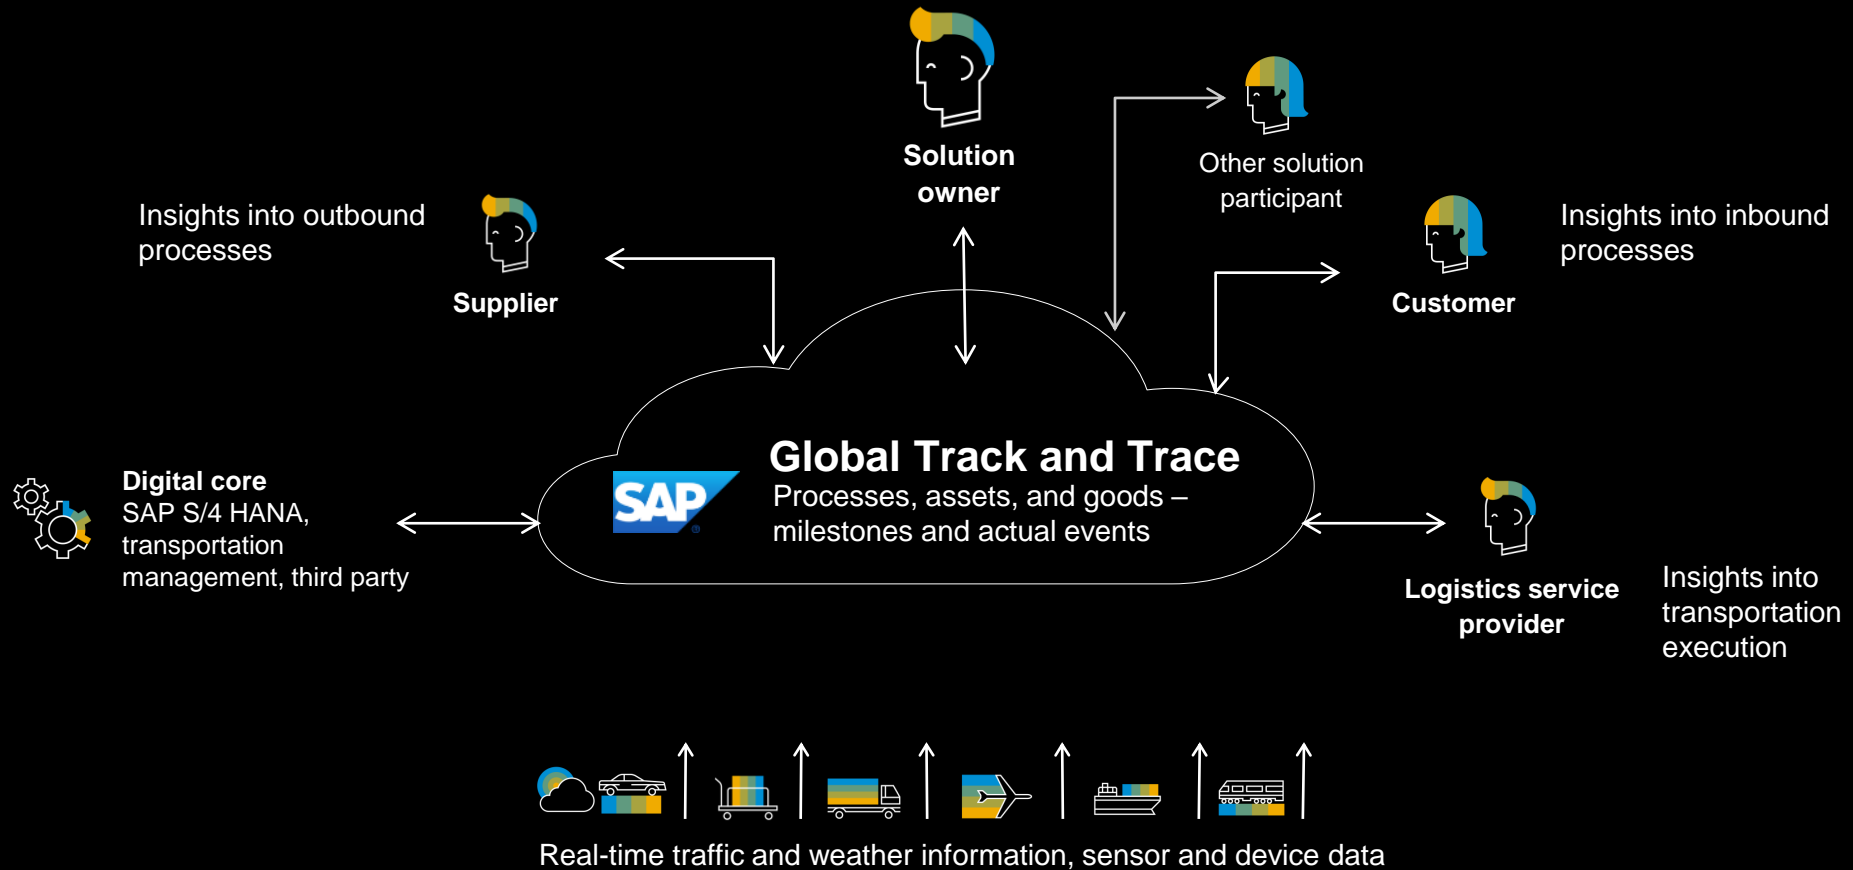 Solution
owner
Other solution
participant
Insights into outbound
processes
Supplier
Customer
Insights into inbound
processes
Digital core
SAP S/4 HANA,
transportation
management, third party
SAP
®
Global Track and Trace
Processes, assets, and goods –
milestones and actual events
Logistics service
provider
Insights into
transportation
execution
Real-time traffic and weather information, sensor and device data